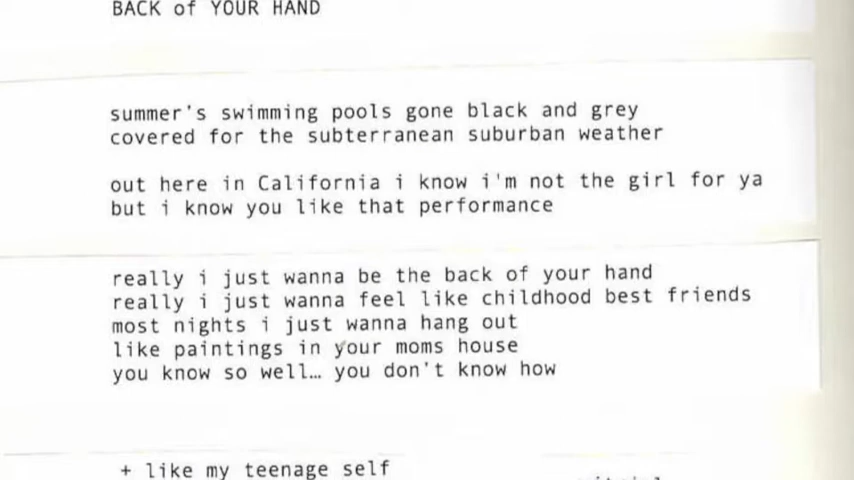 BACK of YOUR HAND
summer's swimming pools gone black and grey
covered for the subterranean suburban weather
out here in California i know i'm not the girl for ya
but i know you like that performance
really i just wanna be the back of your hand
really i just wanna feel like childhood best friends
most nights i just wanna hang out
like paintings in your moms house
you know so well… you don't know how
+ like my teenage self